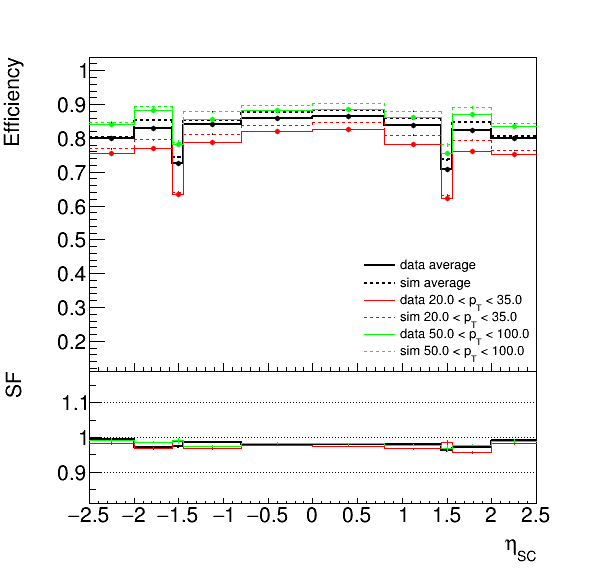 Efficiency
1
0.9
0.8
0.7
0.6
0.5
0.4
0.3
0.2
data average
sim average
data 20.0 < p_T < 35.0
sim 20.0 < p_T < 35.0
data 50.0 < p_T < 100.0
sim 50.0 < p_T < 100.0
SF
1.1
1
0.9
−2.5 −2 −1.5 −1 −0.5 0 0.5 1 1.5 2 2.5
η_SC